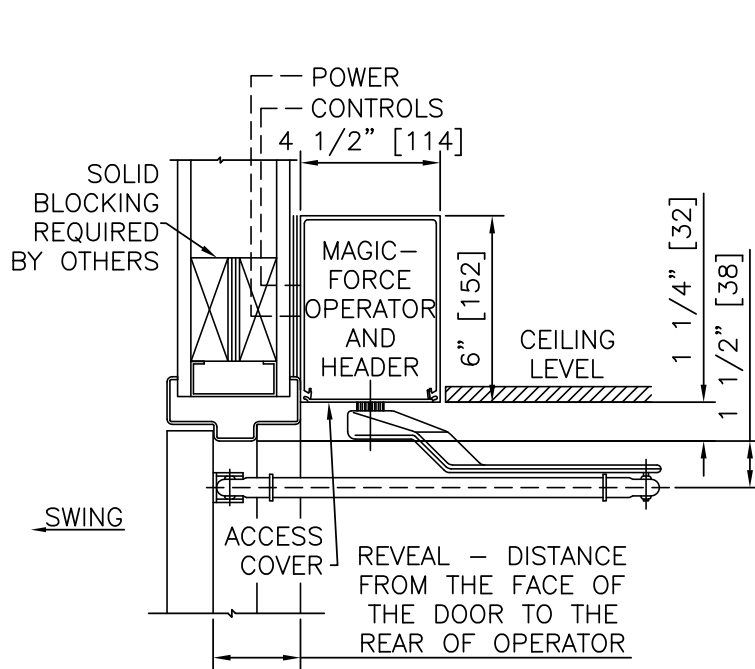 POWER
CONTROLS
4 1/2" [114]
SOLID
BLOCKING
REQUIRED
BY OTHERS
MAGIC–
FORCE
OPERATOR
AND
HEADER
6" [152]
1 1/4" [32]
1 1/2" [38]
CEILING
LEVEL
SWING
ACCESS
COVER
REVEAL – DISTANCE
FROM THE FACE OF
THE DOOR TO THE
REAR OF OPERATOR